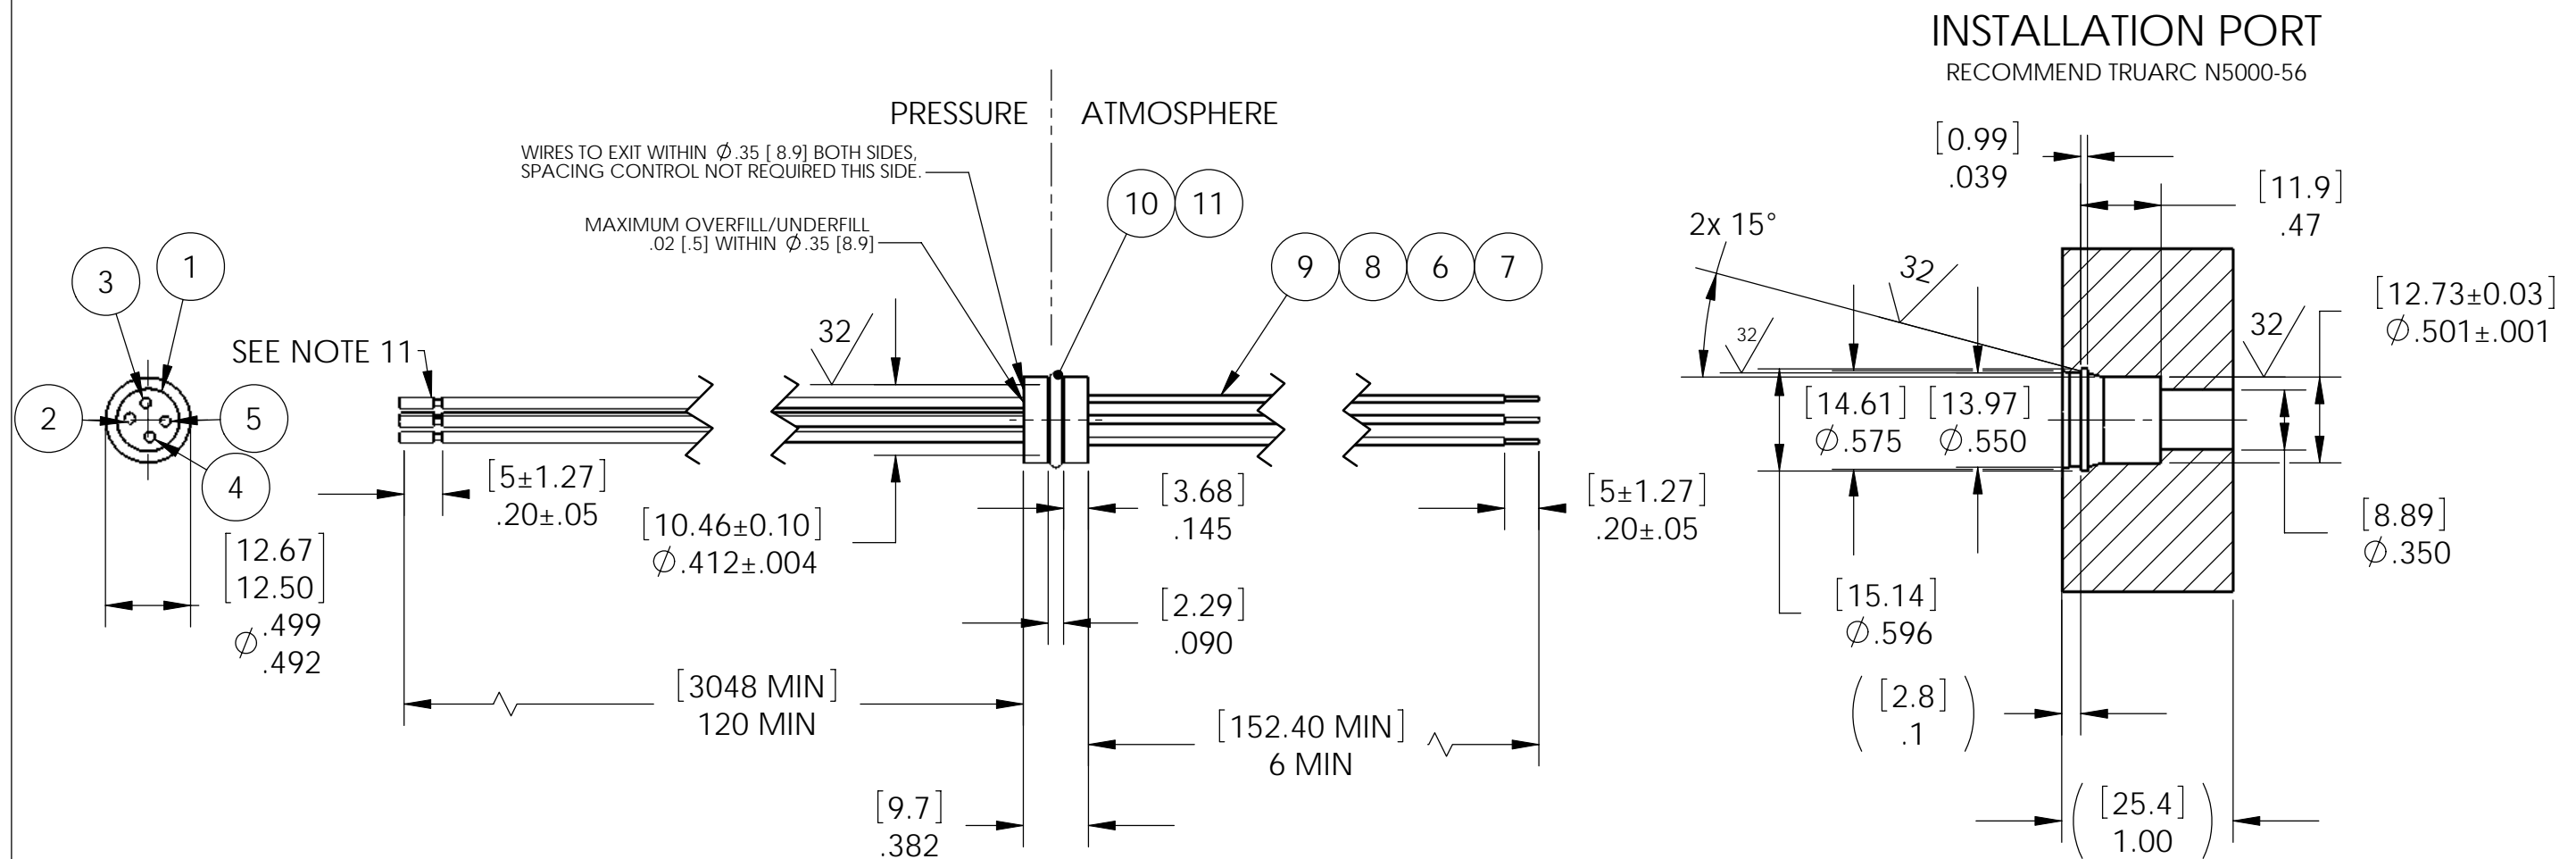 INSTALLATION PORT
RECOMMEND TRUARC N5000-56
PRESSURE
ATMOSPHERE
WIRES TO EXIT WITHIN Ø.35 [ 8.9] BOTH SIDES,
SPACING CONTROL NOT REQUIRED THIS SIDE.
MAXIMUM OVERFILL/UNDERFILL
.02 [.5] WITHIN Ø.35 [8.9]
10
11
9
8
6
7
3
1
2
5
4
SEE NOTE 11
32
[5±1.27]
.20±.05
[12.67
12.50]
Ø.499
.492
[10.46±0.10]
Ø.412±.004
[3.68]
.145
[2.29]
.090
[5±1.27]
.20±.05
[3048 MIN]
120 MIN
[152.40 MIN]
6 MIN
[9.7]
.382
[0.99]
.039
[11.9]
.47
2x 15°
32
32
32
[12.73±0.03]
Ø.501±.001
[14.61]
Ø.575
[13.97]
Ø.550
[8.89]
Ø.350
[15.14]
Ø.596
([2.8]
.1)
([25.4]
1.00)